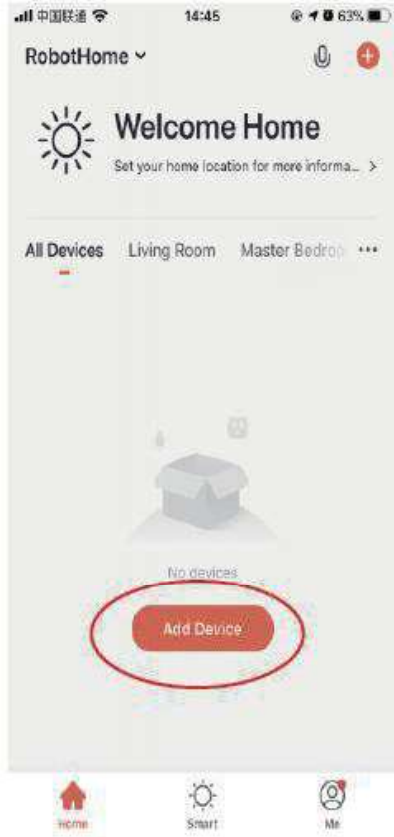 中国联通
14:45
63%
RobotHome
Welcome Home
Set your home location for more informa... >
All Devices
Living Room
Master Bedroo
No devices
Add Device
Home
Smart
Me